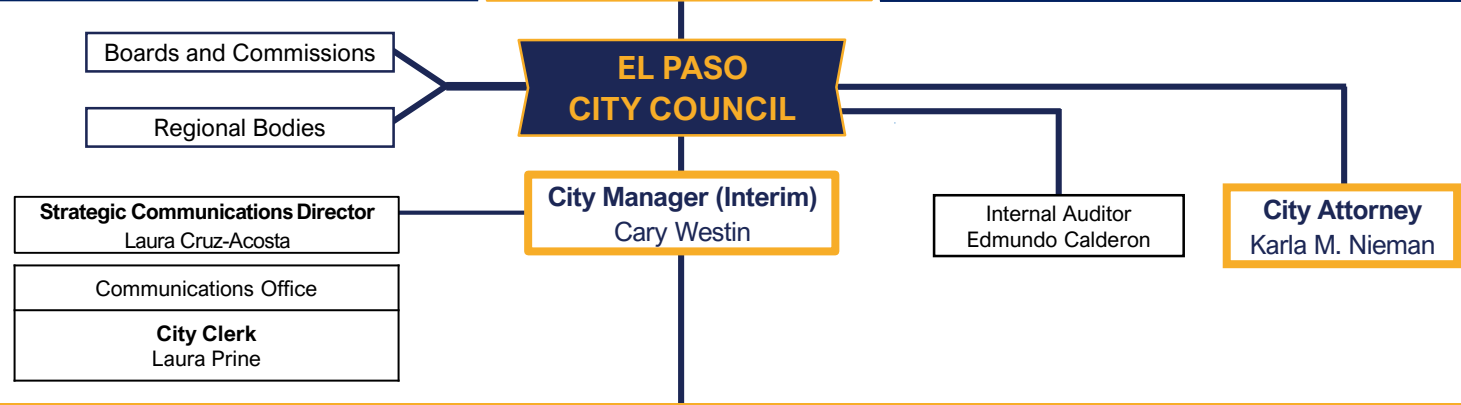 Boards and Commissions
Regional Bodies
EL PASO
CITY COUNCIL
City Manager (Interim)
Cary Westin
Strategic Communications Director
Laura Cruz-Acosta
Communications Office
City Clerk
Laura Prine
Internal Auditor
Edmundo Calderon
City Attorney
Karla M. Nieman